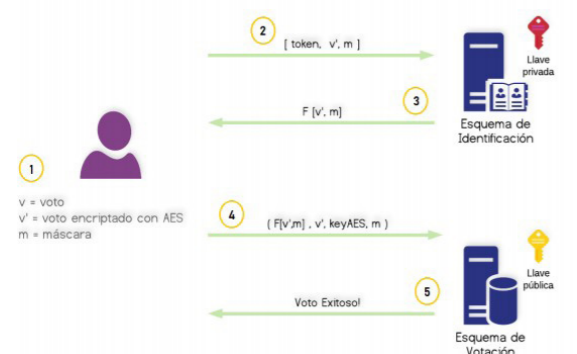 2
[ token, v', m ]
Llave
privada
3
F [v', m]
Esquema de
Identificación
1
v = voto
v' = voto encriptado con AES
m = máscara
4
( F[v',m] , v', keyAES, m )
Llave
pública
5
Voto Exitoso!
Esquema de
Votación